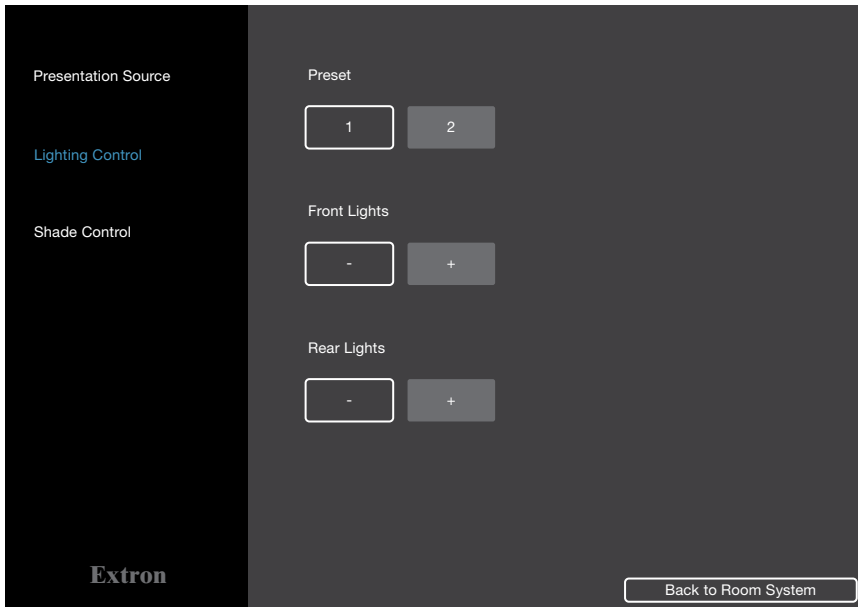 Presentation Source
Lighting Control
Shade Control
Extron
Preset
1 2
Front Lights
- +
Rear Lights
- +
Back to Room System